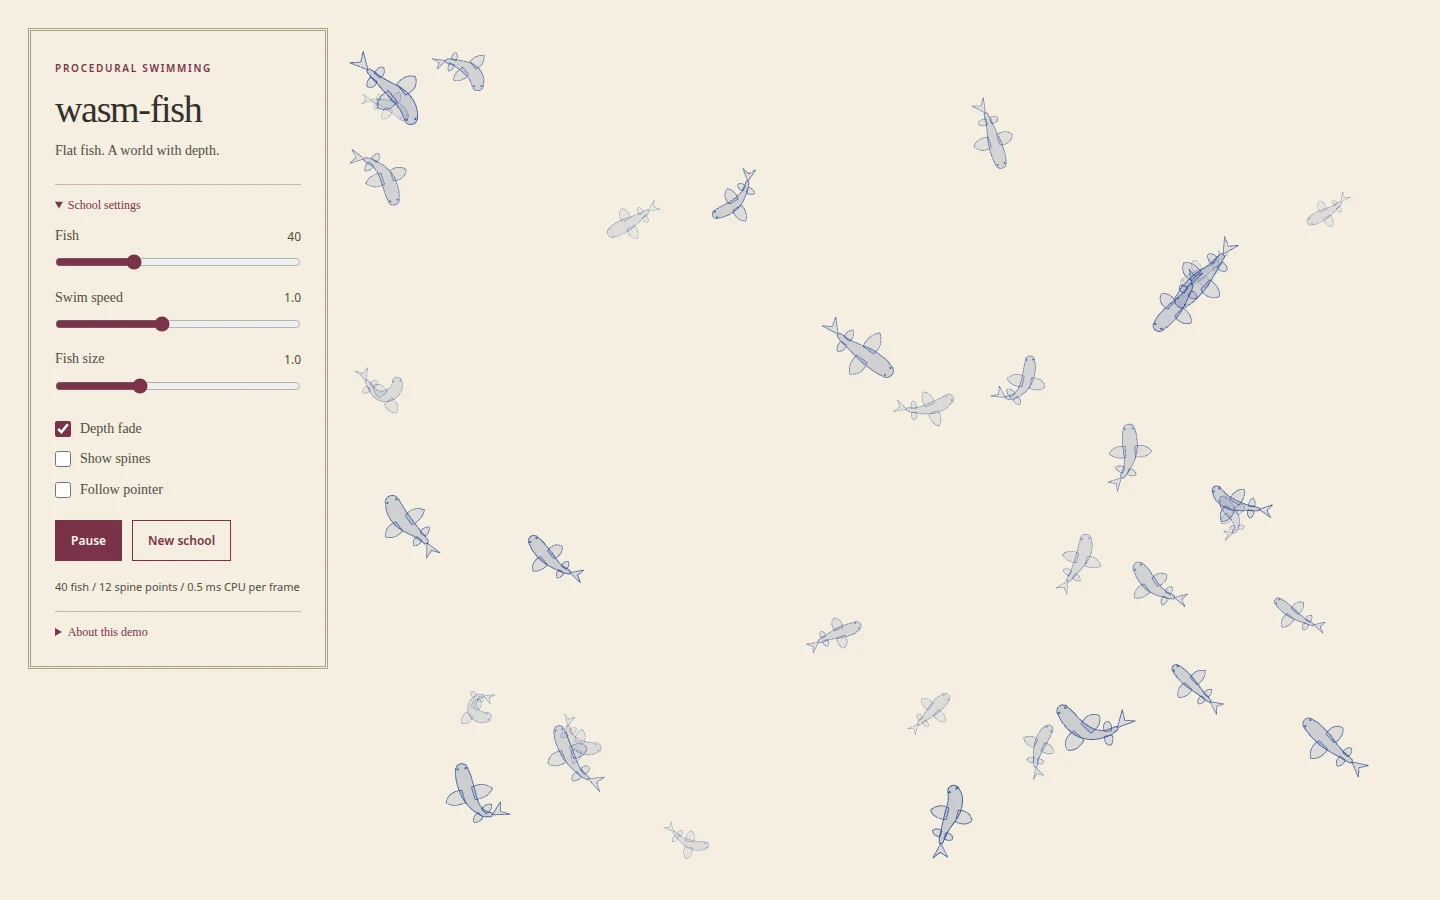 PROCEDURAL SWIMMING
wasm-fish
Flat fish. A world with depth.
School settings
Fish 40
Swim speed 1.0
Fish size 1.0
Depth fade
Show spines
Follow pointer
Pause New school
40 fish / 12 spine points / 0.5 ms CPU per frame
About this demo